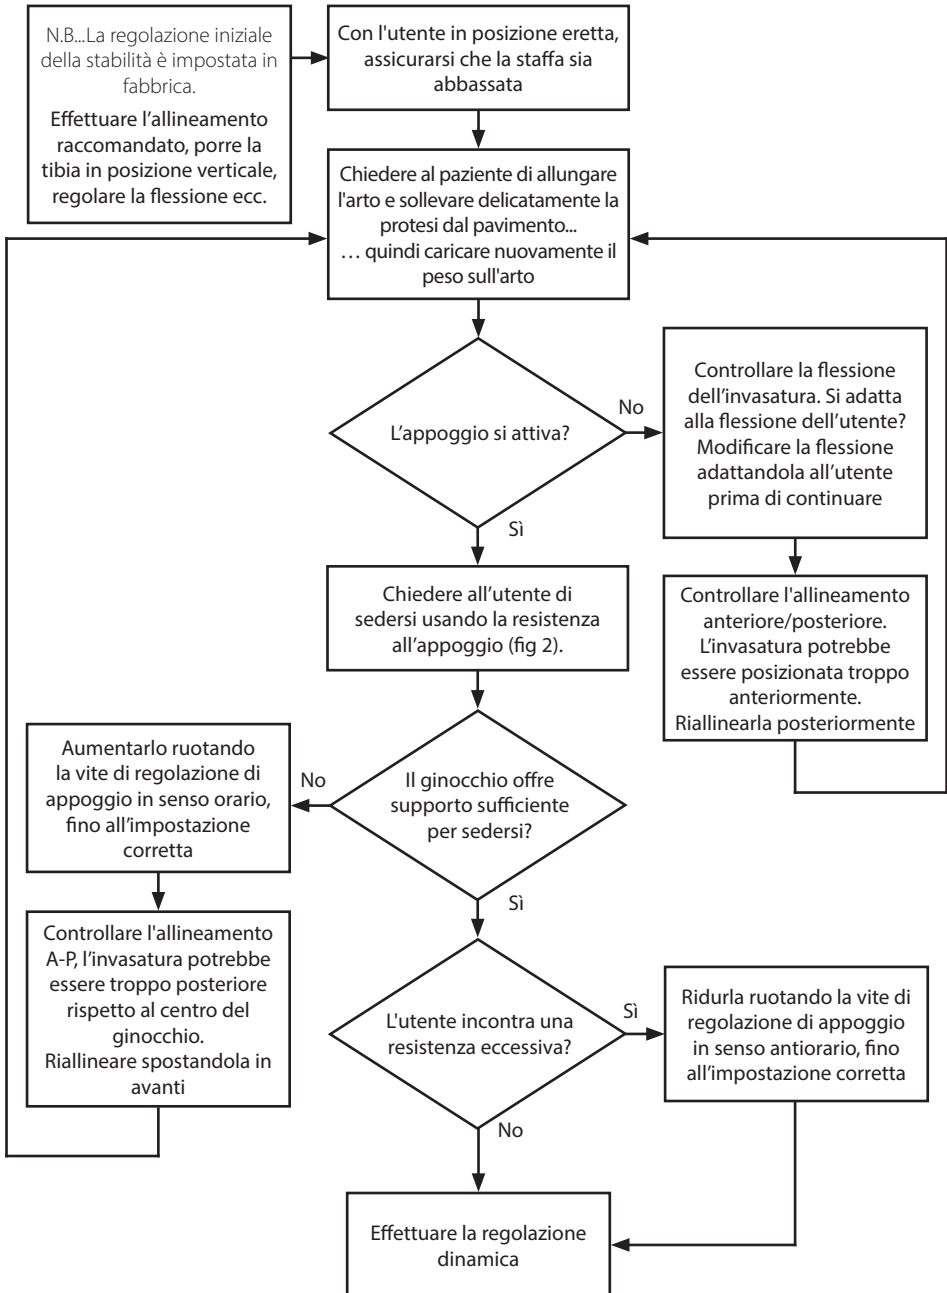 N.B...La regolazione iniziale
della stabilità è impostata in
fabbrica.
Effettuare l'allineamento
raccomandato, porre la
tibia in posizione verticale,
regolare la flessione ecc.
Con l'utente in posizione eretta,
assicurarsi che la staffa sia
abbassata
Chiedere al paziente di allungare
l'arto e sollevare delicatamente la
protesi dal pavimento...
… quindi caricare nuovamente il
peso sull'arto
L'appoggio si attiva?
No
Controllare la flessione
dell'invasatura. Si adatta
alla flessione dell'utente?
Modificare la flessione
adattandola all'utente
prima di continuare
Sì
Chiedere all'utente di
sedersi usando la resistenza
all'appoggio (fig 2).
Controllare l'allineamento
anteriore/posteriore.
L'invasatura potrebbe
essere posizionata troppo
anteriormente.
Riallinearla posteriormente
Il ginocchio offre
supporto sufficiente
per sedersi?
No
Aumentarlo ruotando
la vite di regolazione di
appoggio in senso orario,
fino all'impostazione
corretta
Controllare l'allineamento
A-P, l'invasatura potrebbe
essere troppo posteriore
rispetto al centro del
ginocchio.
Riallineare spostandola in
avanti
Sì
L'utente incontra una
resistenza eccessiva?
Sì
Ridurla ruotando la vite di
regolazione di appoggio
in senso antiorario, fino
all'impostazione corretta
No
Effettuare la regolazione
dinamica